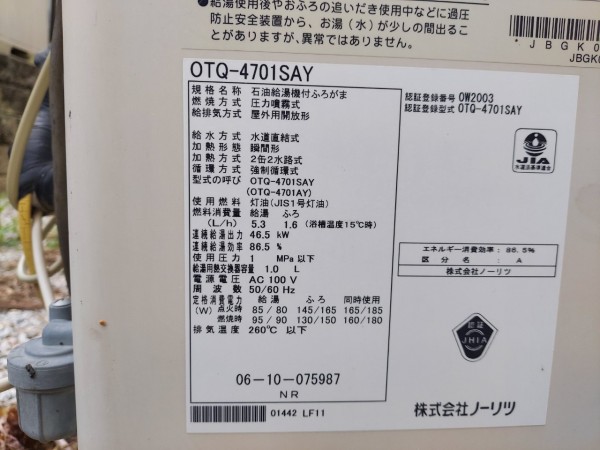 ●給湯使用後やおふろの追いだき使用中などに過圧
防止安全装置から、お湯(水)が少しの間出るこ
とがありますが、異常ではありません。
*JBGK0
JBGK0
OTQ-4701SAY
規格名称 石油給湯機付ふろがま
燃焼方式 圧力噴霧式
給排気方式 屋外用開放形
給水方式 水道直結式
加熱形態 瞬間形
加熱方式 2缶2水路式
循環方式 強制循環式
型式の呼び OTQ-4701SAY
(OTQ-4701AY)
使用燃料 灯油(JIS1号灯油)
燃料消費量 給湯 ふろ
(L/h) 5.3 1.6 (浴槽温度15℃時)
連続給湯出力 46.5 kW
連続給湯効率 86.5 %
使用圧力 1 MPa 以下
給湯用熱交換器容量 1.0 L
電源電圧 AC 100 V
周波数 50/60 Hz
定格消費電力 給湯 ふろ 同時使用
(W) 点火時 85/80 145/165 165/185
燃焼時 95/90 130/150 160/180
排気温度 260℃ 以下
06-10-075987
NR
01442 LF11
認証登録番号 OW2003
認証登録型式 OTQ-4701SAY
JIA
水道法基準適合
エネルギー消費効率: 86.5%
区分名: A
株式会社ノーリツ
認証
JHIA
株式会社ノーリツ